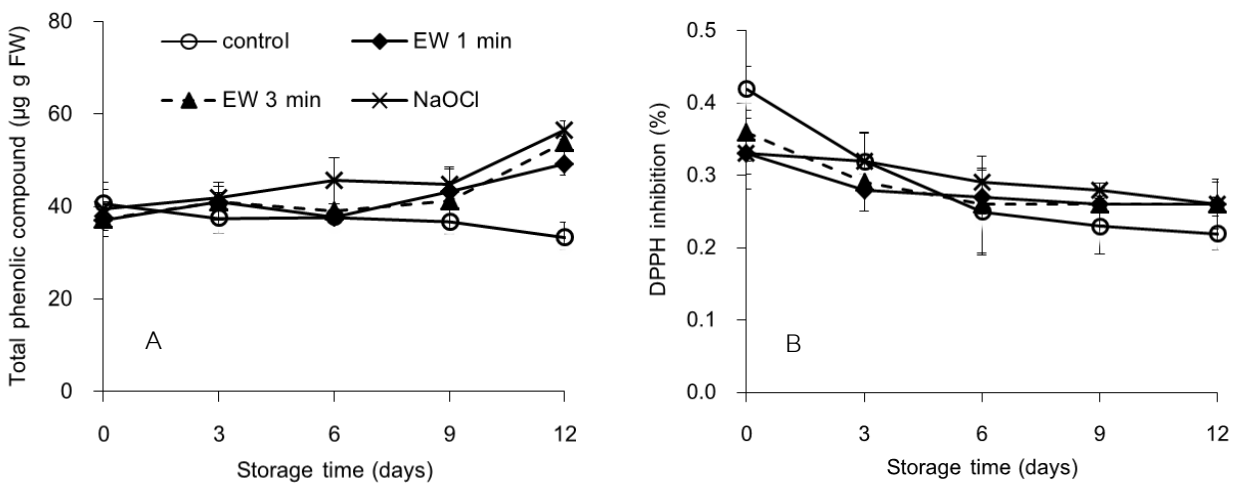 Total phenolic compound (µg g FW)
80
60
40
20
0
control
EW 1 min
EW 3 min
NaOCl
A
0 3 6 9 12
Storage time (days)
DPPH inhibition (%)
0.5
0.4
0.3
0.2
0.1
0.0
B
0 3 6 9 12
Storage time (days)